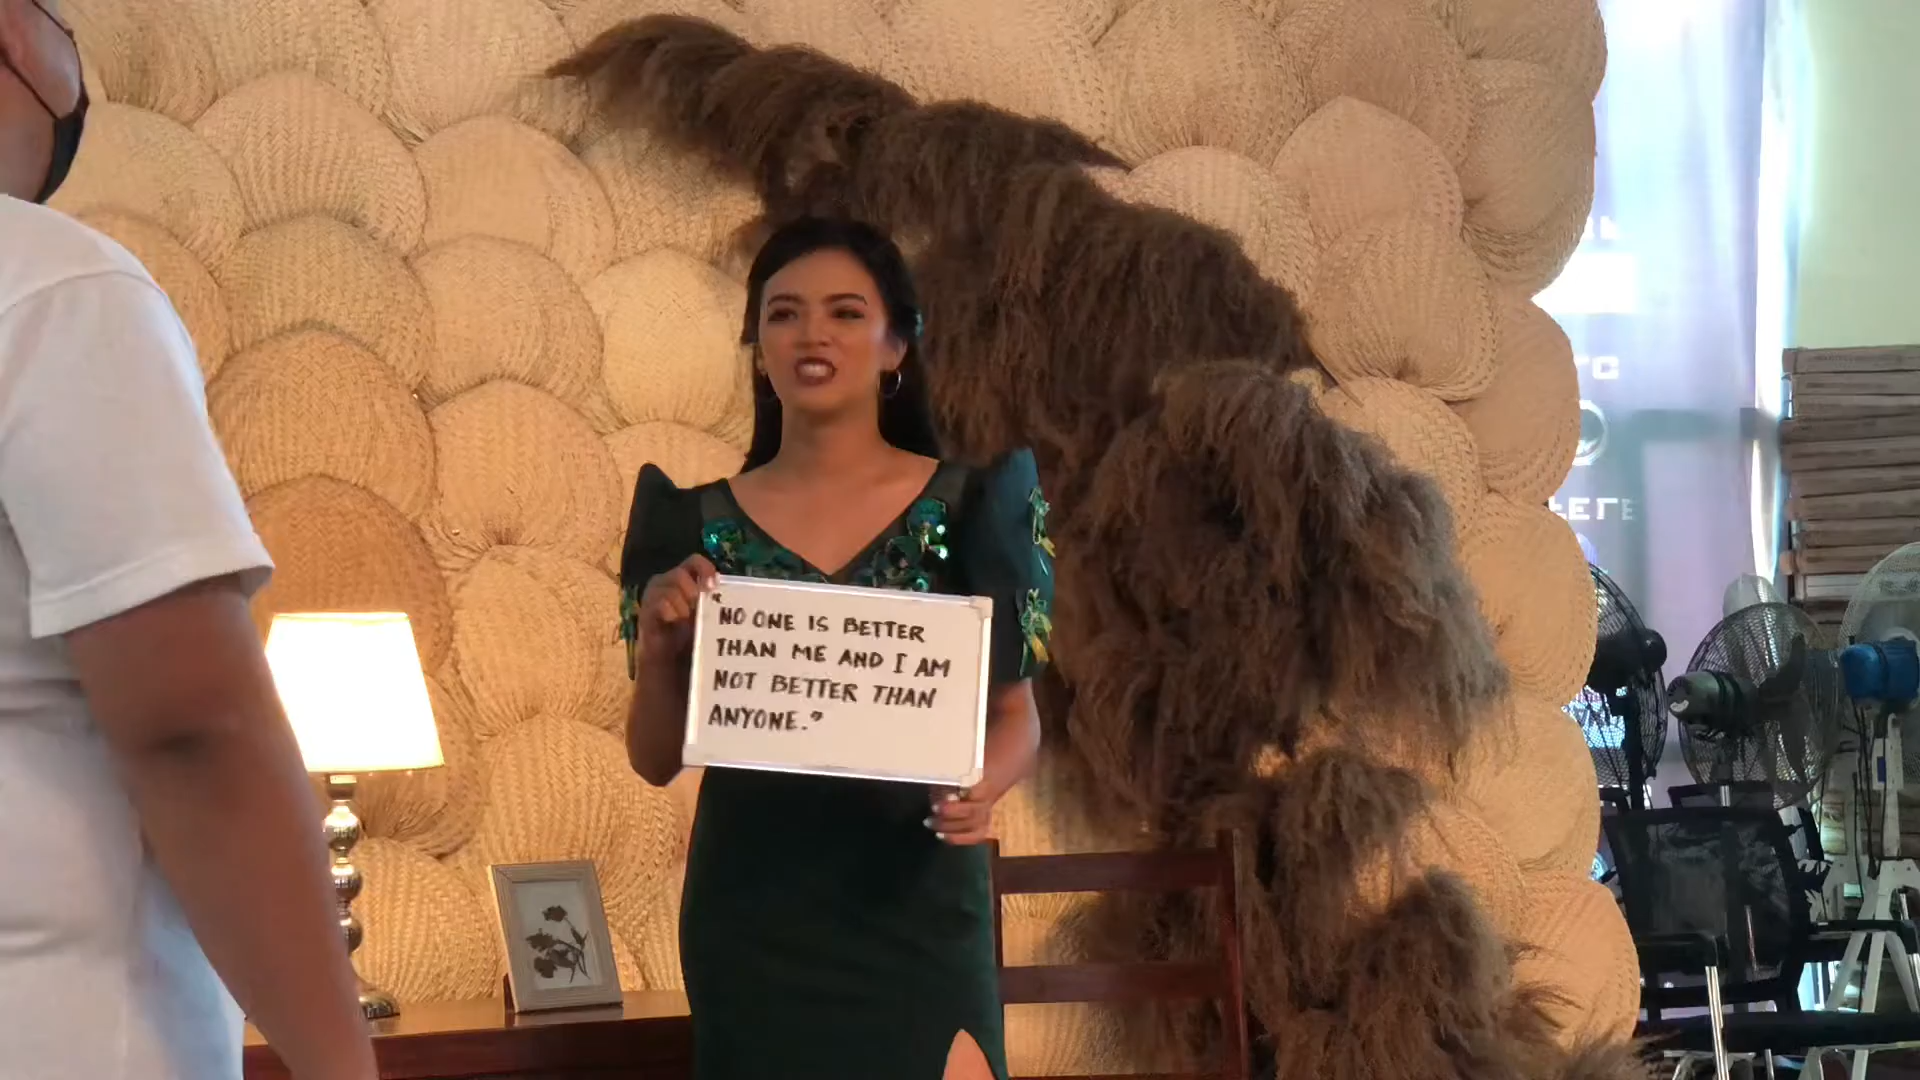 "NO ONE IS BETTER
THAN ME AND I AM
NOT BETTER THAN
ANYONE."